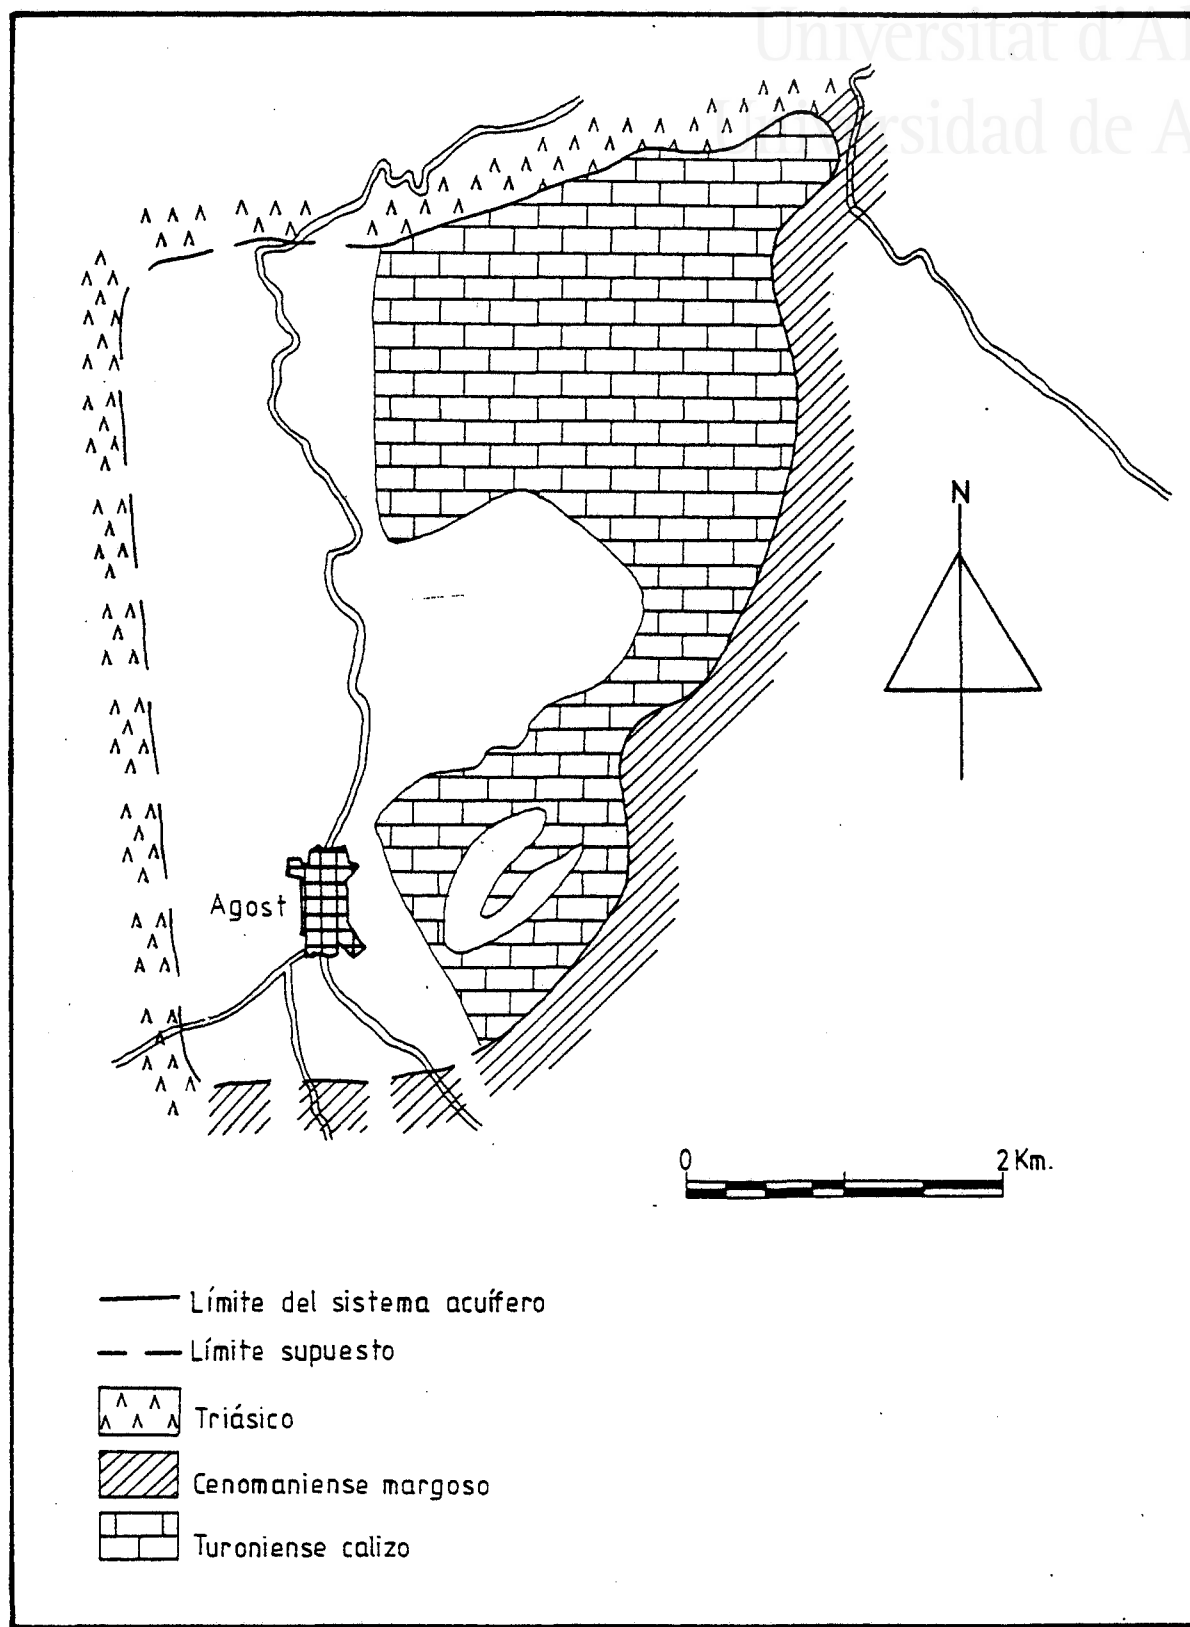 Universitat d'Al
Universidad de A
N
Agost
0 2 Km.
Límite del sistema acuífero
Límite supuesto
Triásico
Cenomaniense margoso
Turoniense calizo